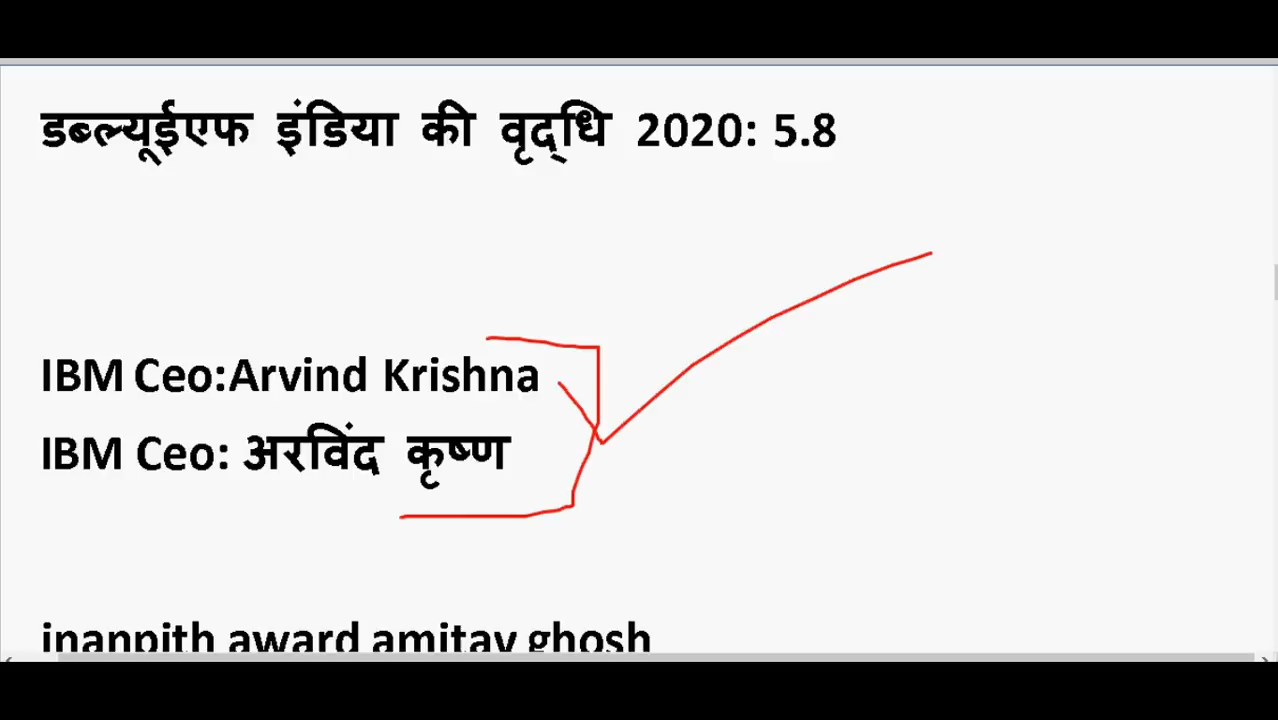 डब्ल्यूईएफ इंडिया की वृद्‌धि 2020: 5.8
IBM Ceo:Arvind Krishna
IBM Ceo: अरविंद कृष्ण
jnanpith award amitav ghosh